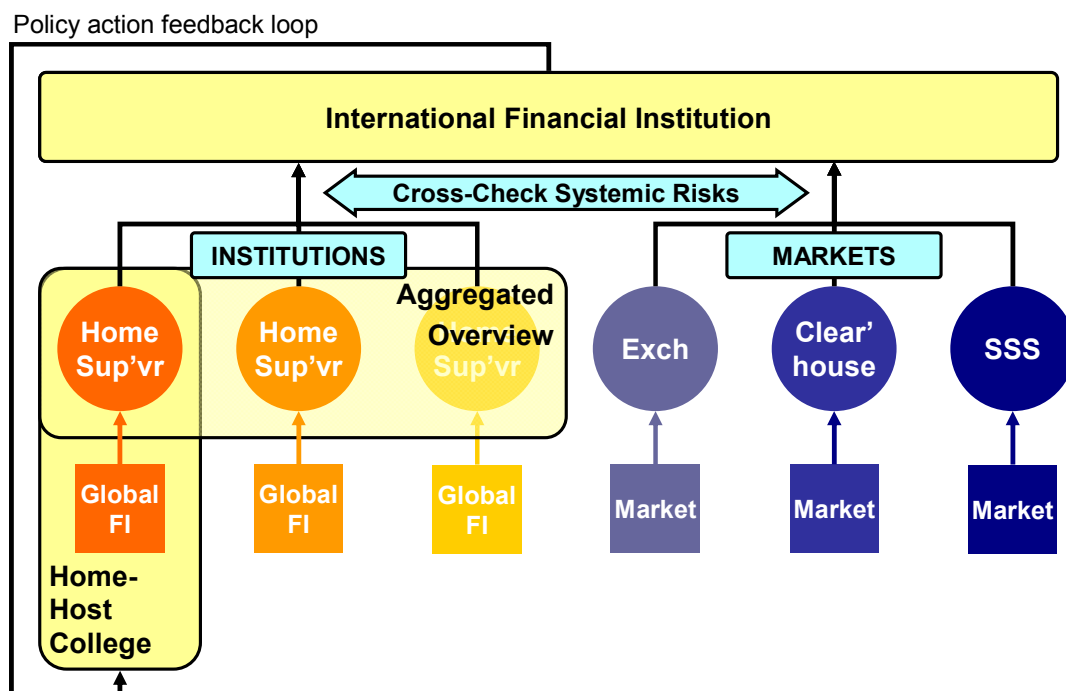 Policy action feedback loop
International Financial Institution
Cross-Check Systemic Risks
INSTITUTIONS
MARKETS
Aggregated
Overview
Home
Sup’vr
Home
Sup’vr
Home
Sup’vr
Exch
Clear’
house
SSS
Global
FI
Global
FI
Global
FI
Market
Market
Market
Home-
Host
College